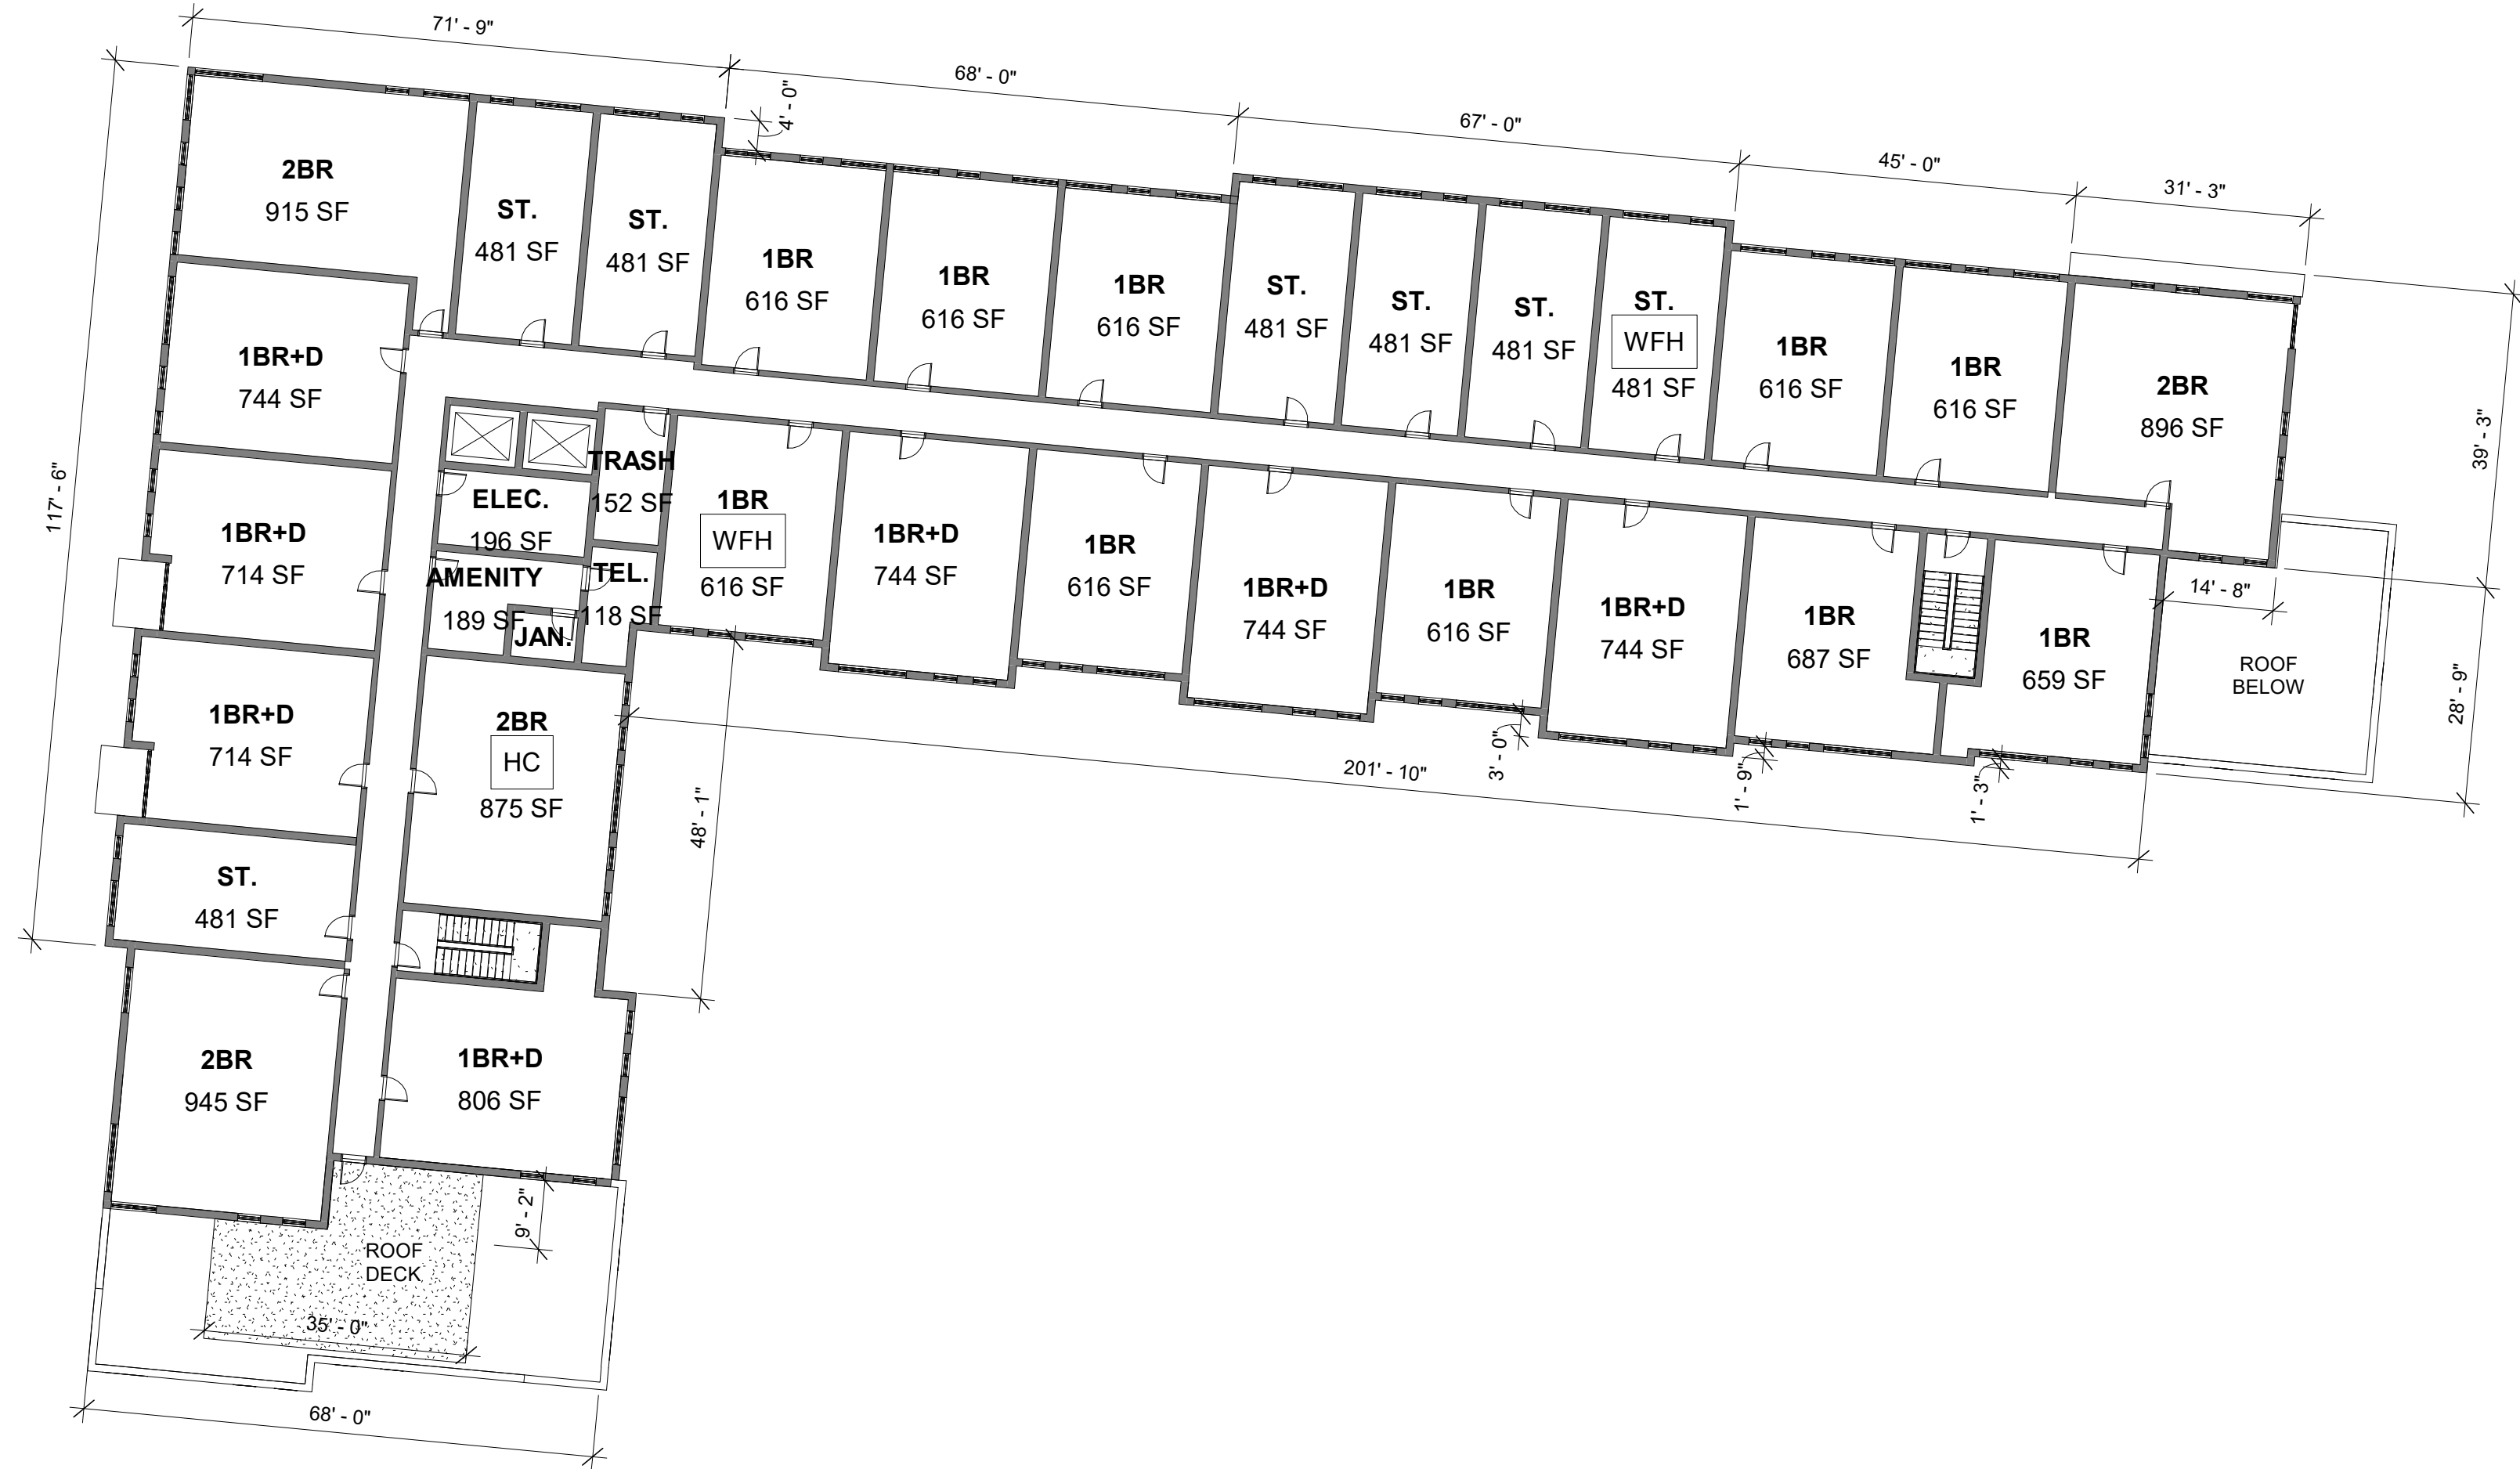 71' - 9"
68' - 0"
4' - 0"
67' - 0"
45' - 0"
31' - 3"
117' - 6"
39' - 3"
28' - 9"
14' - 8"
2BR
915 SF
ST.
481 SF
ST.
481 SF
1BR
616 SF
1BR
616 SF
1BR
616 SF
ST.
481 SF
ST.
481 SF
ST.
481 SF
ST.
WFH
481 SF
1BR
616 SF
1BR
616 SF
2BR
896 SF
1BR+D
744 SF
1BR+D
714 SF
1BR+D
714 SF
ST.
481 SF
2BR
945 SF
TRASH
152 SF
ELEC.
196 SF
AMENITY
189 SF
JAN.
TEL.
118 SF
1BR
WFH
616 SF
1BR+D
744 SF
1BR
616 SF
1BR+D
744 SF
1BR
616 SF
1BR+D
744 SF
1BR
687 SF
1BR
659 SF
ROOF
BELOW
2BR
HC
875 SF
1BR+D
806 SF
48' - 1"
201' - 10"
3' - 0"
1' - 9"
1' - 3"
9' - 2"
ROOF
DECK
35' - 0"
68' - 0"